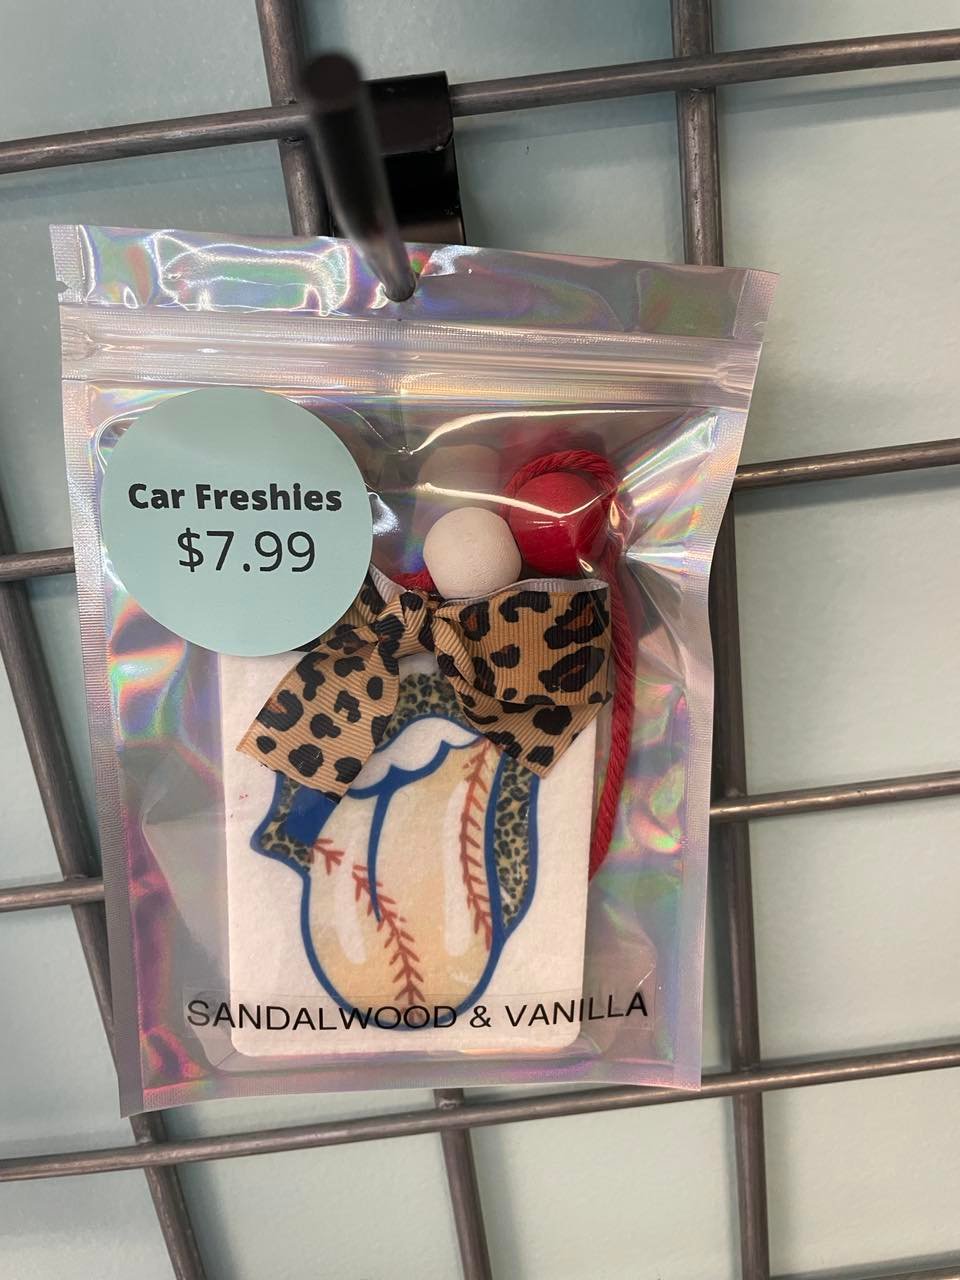 Car Freshies
$7.99
SANDALWOOD & VANILLA